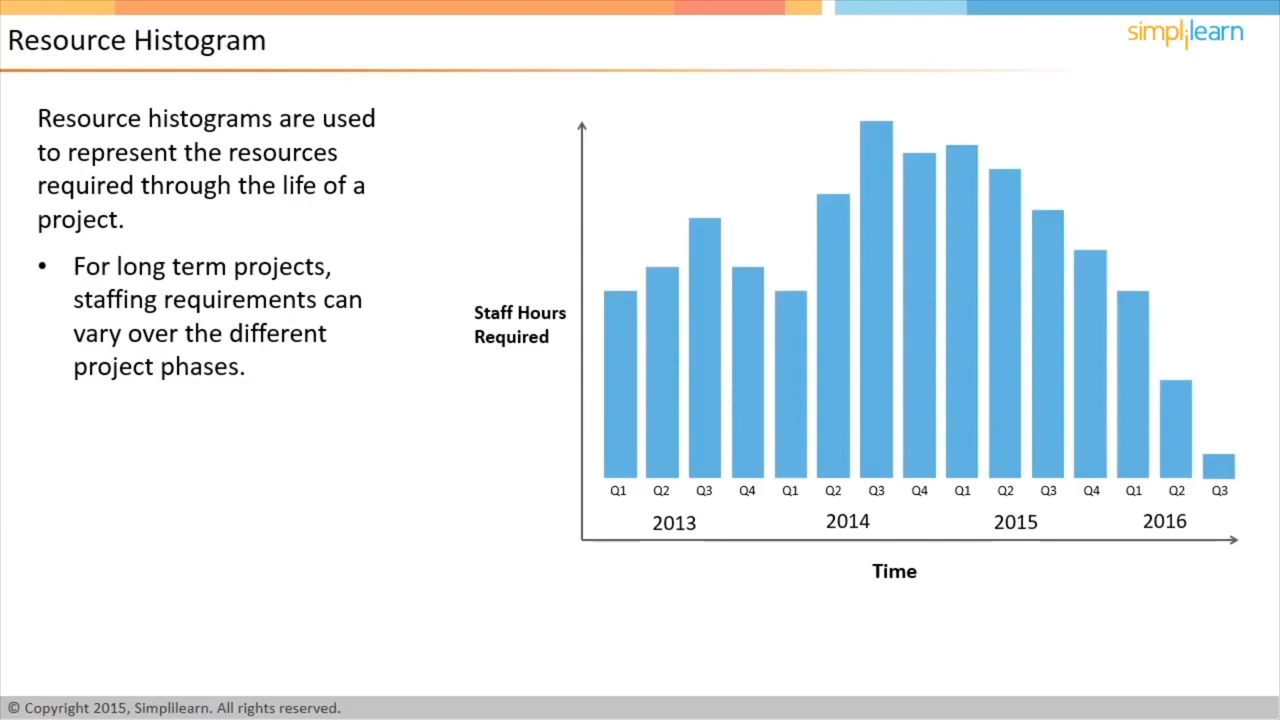 Resource Histogram
simplilearn
Resource histograms are used
to represent the resources
required through the life of a
project.
• For long term projects,
staffing requirements can
vary over the different
project phases.
Staff Hours
Required
Q1 Q2 Q3 Q4 Q1 Q2 Q3 Q4 Q1 Q2 Q3 Q4 Q1 Q2 Q3
2013 2014 2015 2016
Time
© Copyright 2015, Simplilearn. All rights reserved.